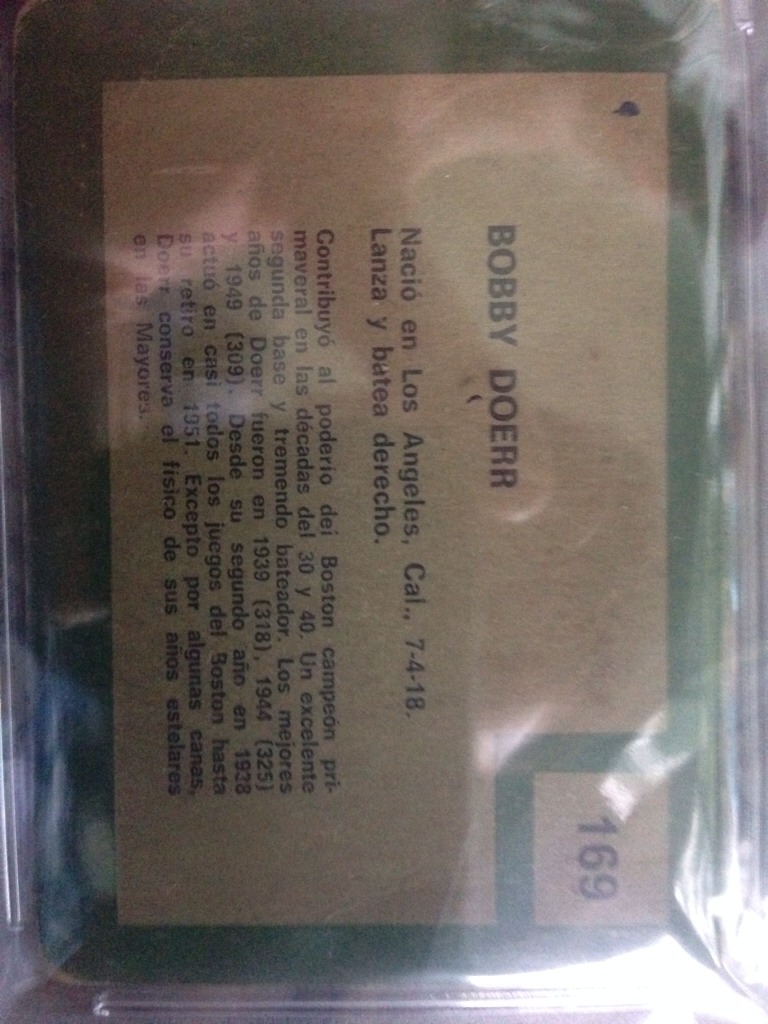 169
BOBBY DOERR
Nació en Los Angeles, Cal., 7-4-18.
Lanza y batea derecho.
Contribuyó al poderío del Boston campeón pri-
maveral en las décadas del 30 y 40. Un excelente
segunda base y tremendo bateador. Los mejores
años de Doerr fueron en 1939 (318), 1944 (325)
y 1949 (309). Desde su segundo año en 1938
actuó en casi todos los juegos del Boston hasta
su retiro en 1951. Excepto por algunas canas,
Doerr conserva el físico de sus años estelares
en las Mayores.